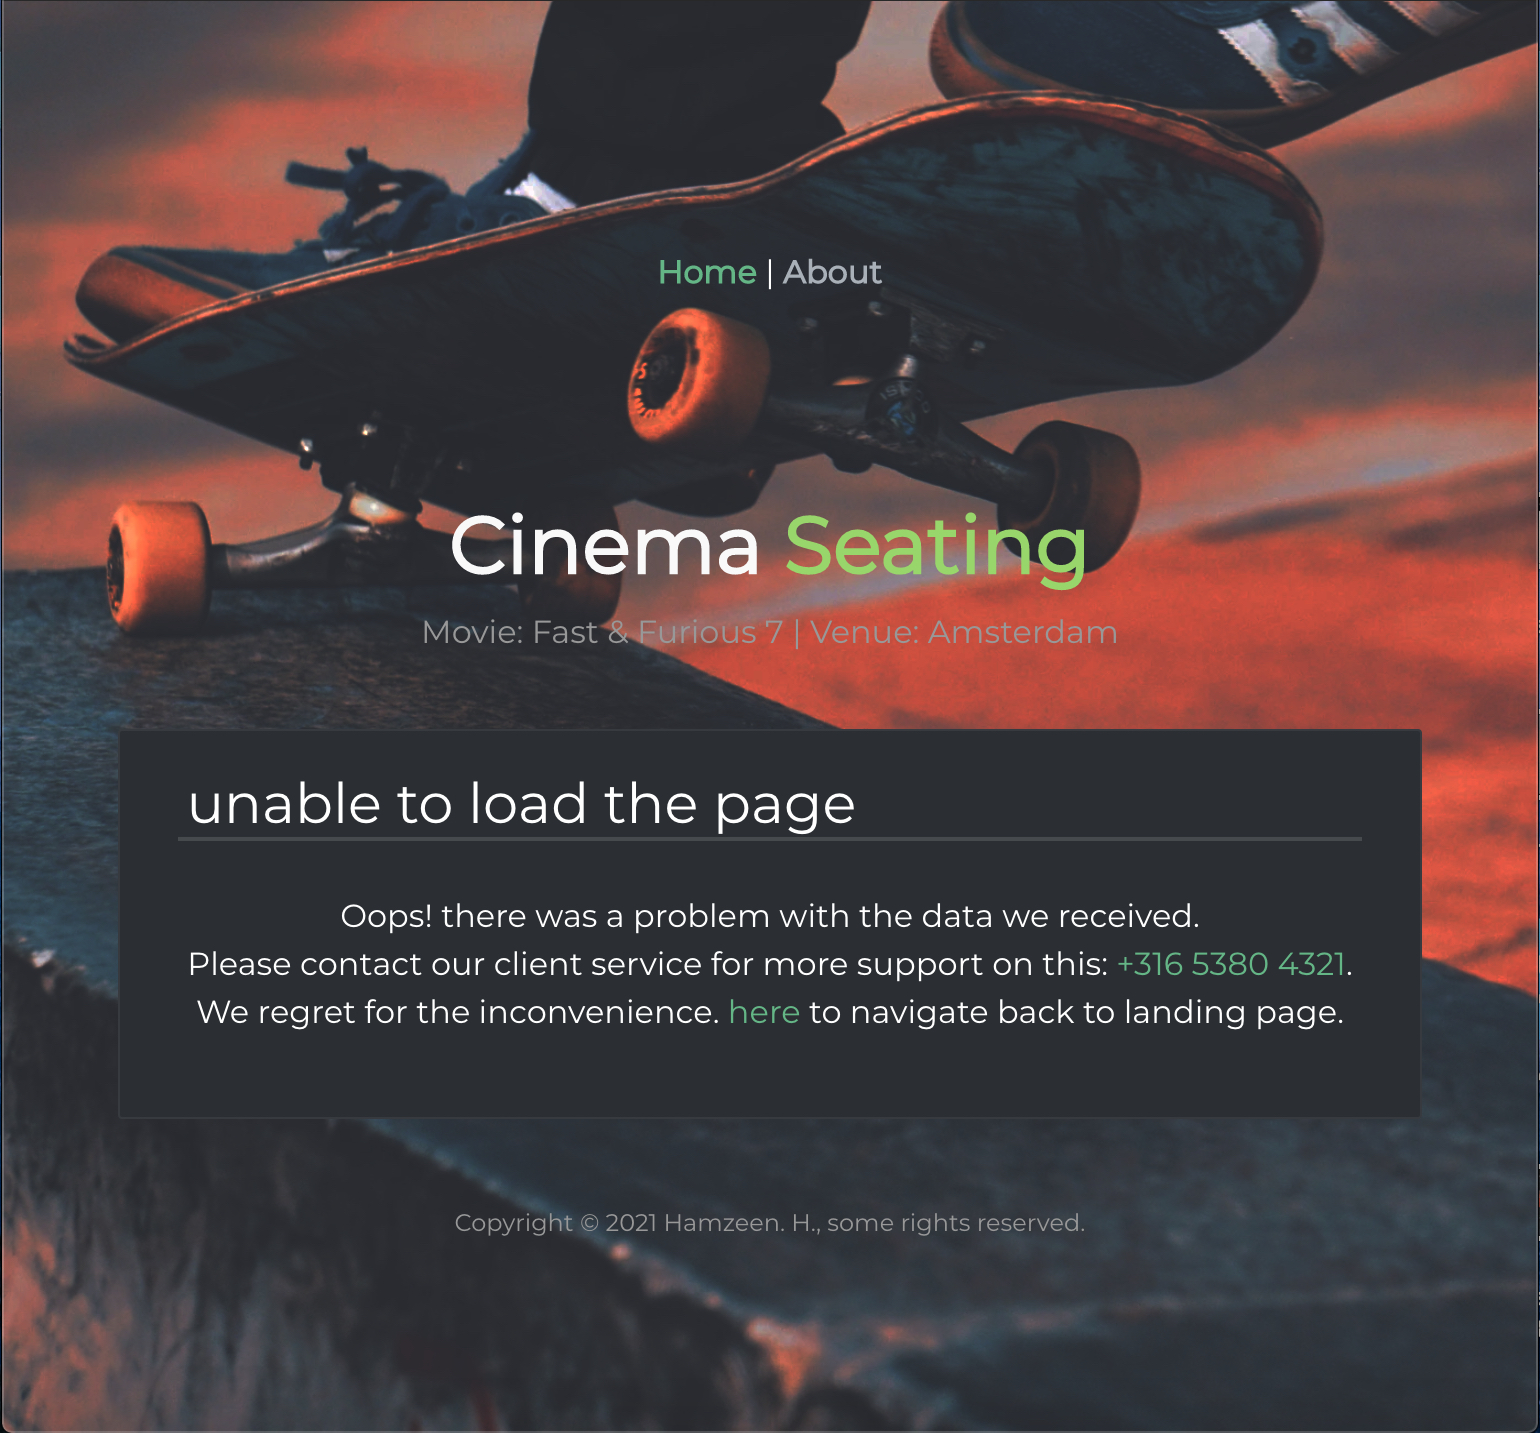 Home | About
Cinema Seating
Movie: Fast & Furious 7 | Venue: Amsterdam
unable to load the page
Oops! there was a problem with the data we received.
Please contact our client service for more support on this: +316 5380 4321.
We regret for the inconvenience. here to navigate back to landing page.
Copyright © 2021 Hamzeen. H., some rights reserved.